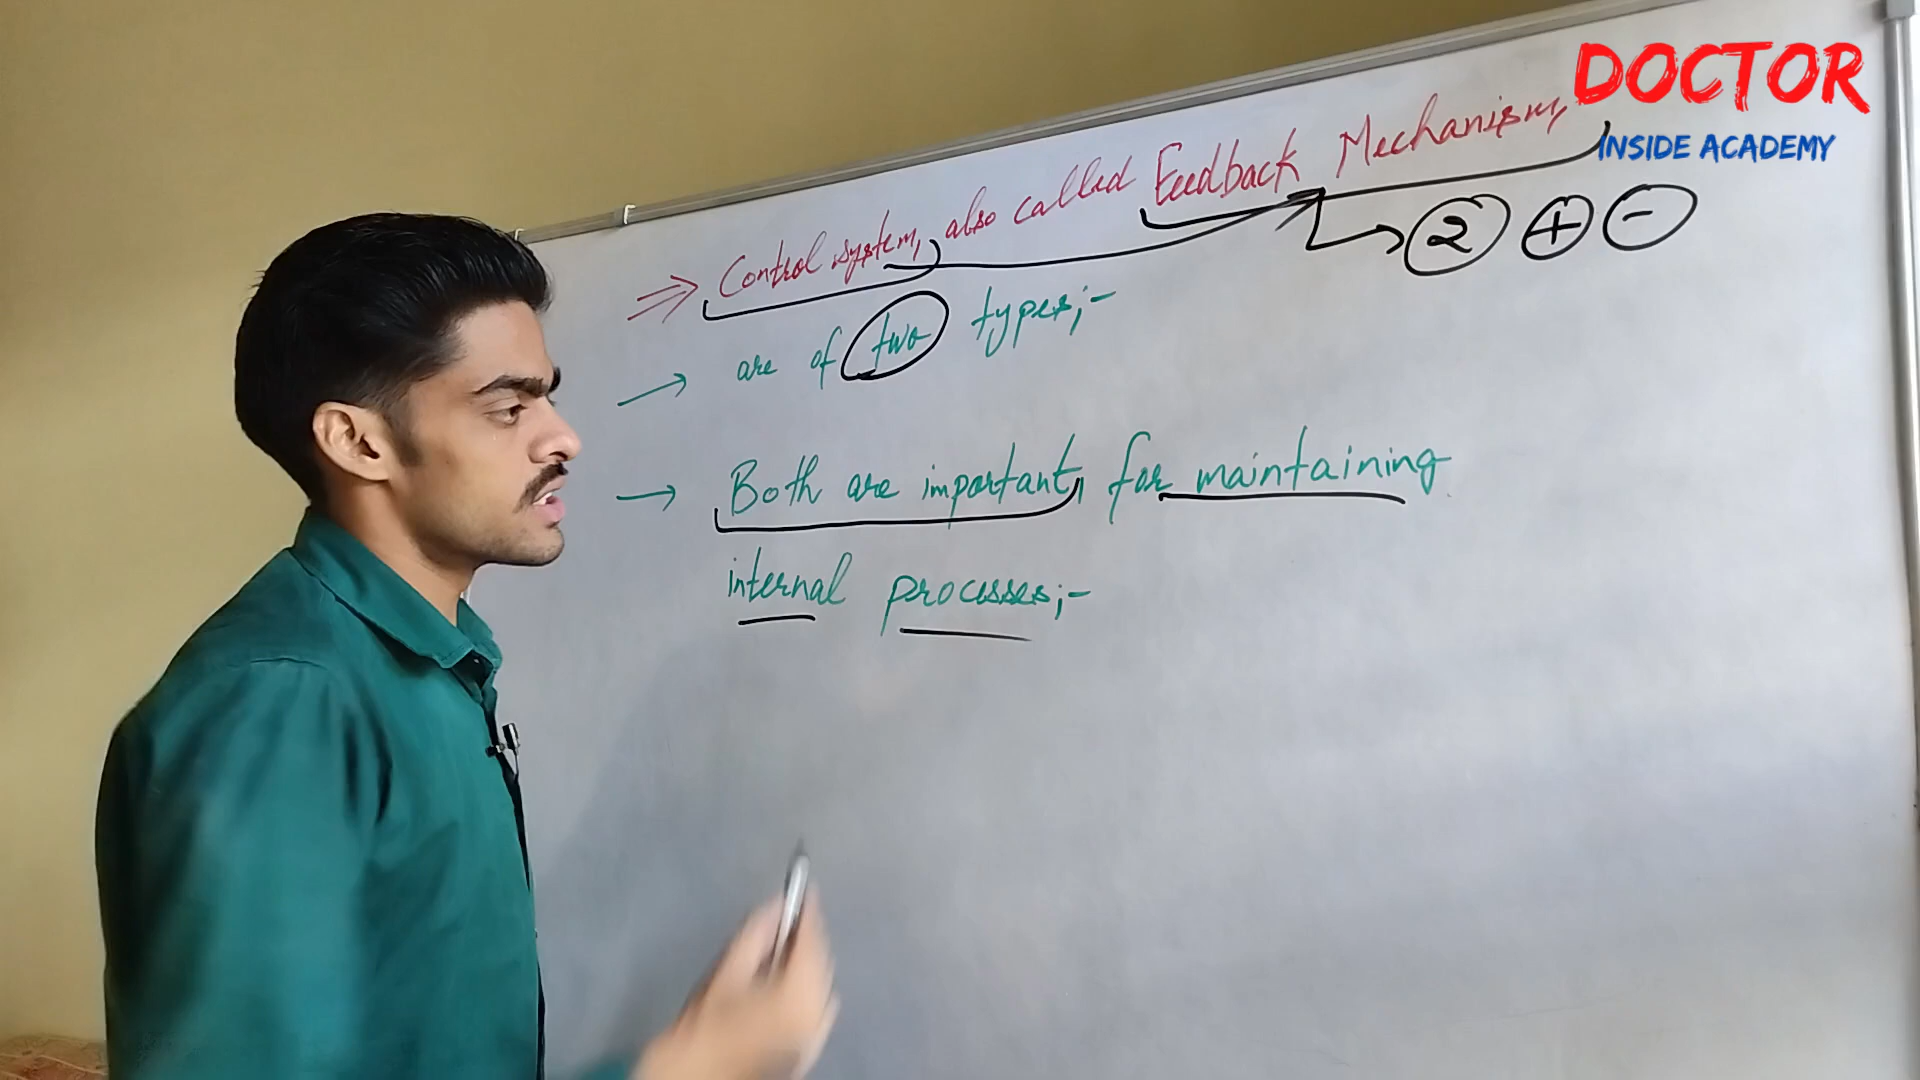 DOCTOR
INSIDE ACADEMY
⇒ Control system, also called Feedback Mechanism,
2 + -
→ are of two types;-
→ Both are important, for maintaining
internal processes;-